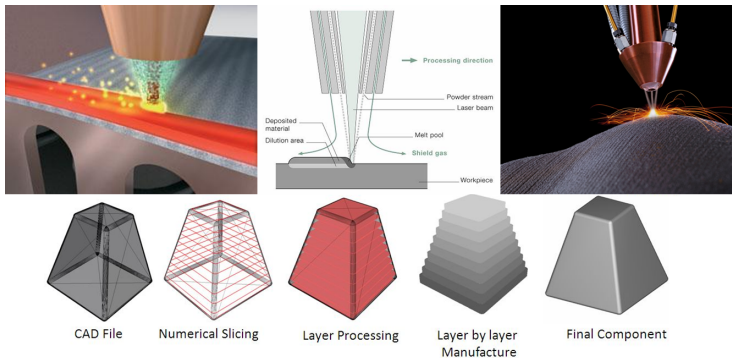 Processing direction
Powder stream
Laser beam
Deposited
material
Dilution area
Melt pool
Shield gas
Workpiece
CAD File
Numerical Slicing
Layer Processing
Layer by layer
Manufacture
Final Component